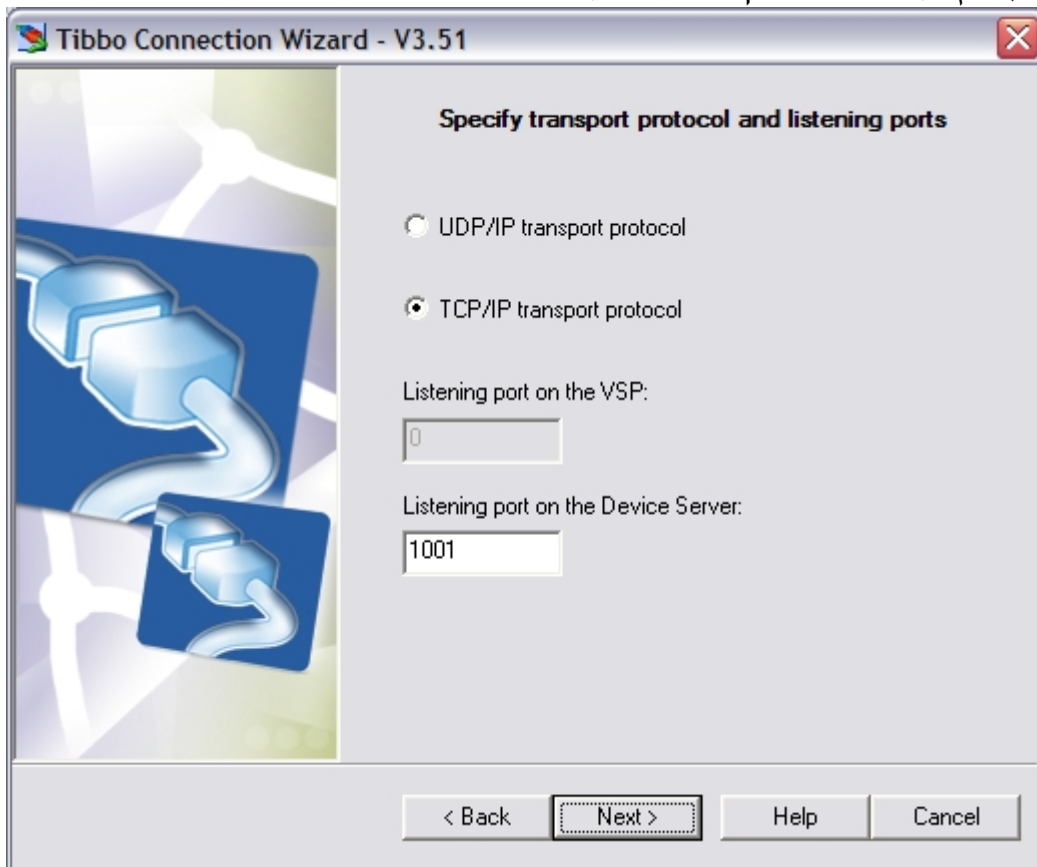 Tibbo Connection Wizard - V3.51
Specify transport protocol and listening ports
UDP/IP transport protocol
TCP/IP transport protocol
Listening port on the VSP:
0
Listening port on the Device Server:
1001
< Back Next > Help Cancel